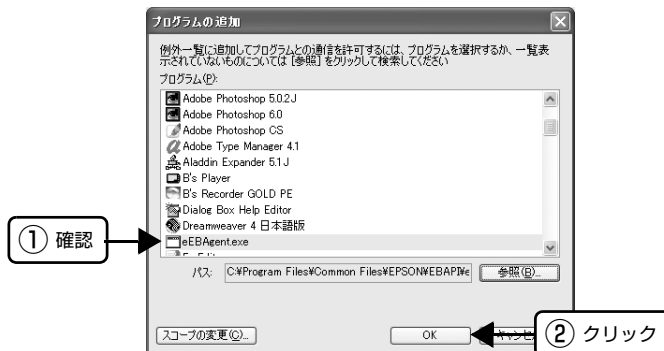 プログラムの追加
例外一覧に追加してプログラムとの通信を許可するには、プログラムを選択するか、一覧表
示されていないものについては [参照] をクリックして検索してください
プログラム(P):
Adobe Photoshop 5.0.2J
Adobe Photoshop 6.0
Adobe Photoshop CS
Adobe Type Manager 4.1
Aladdin Expander 5.1 J
B's Player
B's Recorder GOLD PE
Dialog Box Help Editor
Dreamweaver 4 日本語版
① 確認
eEBAgent.exe
パス: C:¥Program Files¥Common Files¥EPSON¥EBAPI¥e 参照(B)...
スコープの変更(C)... OK
② クリック